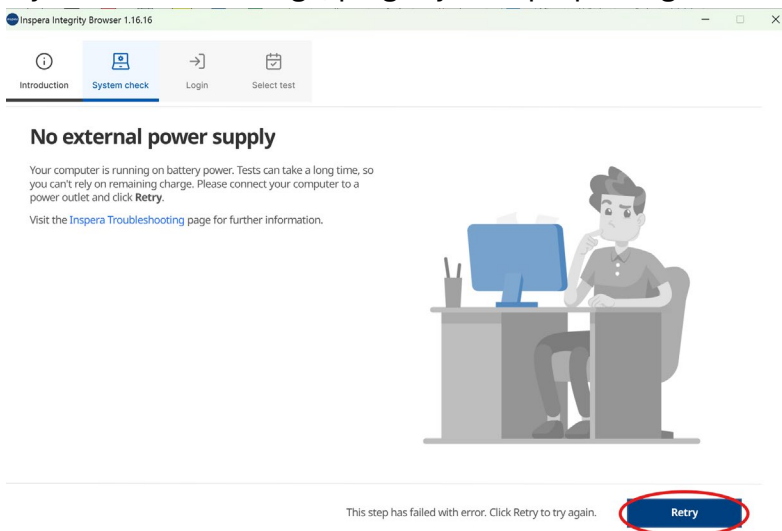 Inspera Integrity Browser 1.16.16
Introduction
System check
Login
Select test
No external power supply
Your computer is running on battery power. Tests can take a long time, so
you can't rely on remaining charge. Please connect your computer to a
power outlet and click Retry.
Visit the Inspera Troubleshooting page for further information.
This step has failed with error. Click Retry to try again.
Retry